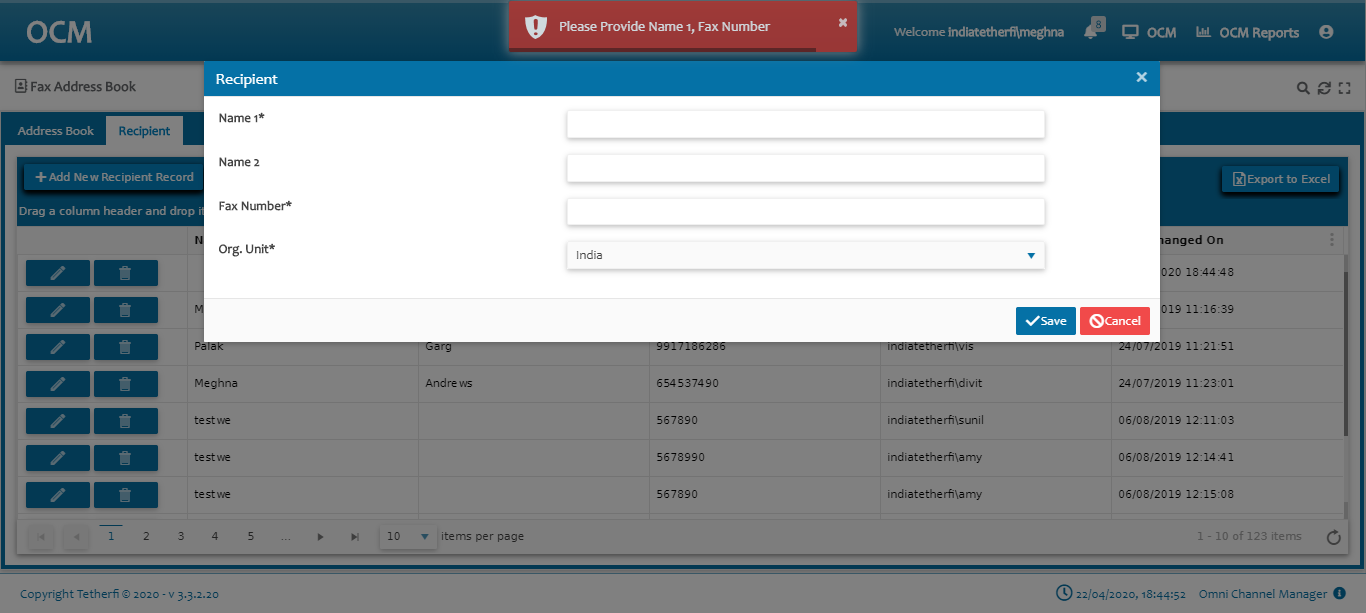 OCM
Please Provide Name 1, Fax Number
Welcome indiatetherfi\meghna
8
OCM
OCM Reports
Fax Address Book
Recipient
Address Book
Recipient
Name 1*
Name 2
Fax Number*
Org. Unit*
India
Save
Cancel
Add New Recipient Record
Export to Excel
Drag a column header and drop
N
hanged On
020 18:44:48
M
019 11:16:39
Palak Garg 9917186286 indiatetherfi\vis 24/07/2019 11:21:51
Meghna Andrews 654537490 indiatetherfi\divit 24/07/2019 11:23:01
testwe 567890 indiatetherfi\sunil 06/08/2019 12:11:03
testwe 5678990 indiatetherfi\amy 06/08/2019 12:14:41
testwe 567890 indiatetherfi\amy 06/08/2019 12:15:08
1 2 3 4 5 ... 10 items per page 1 - 10 of 123 items
Copyright Tetherfi © 2020 - v 3.3.2.20
22/04/2020, 18:44:52 Omni Channel Manager